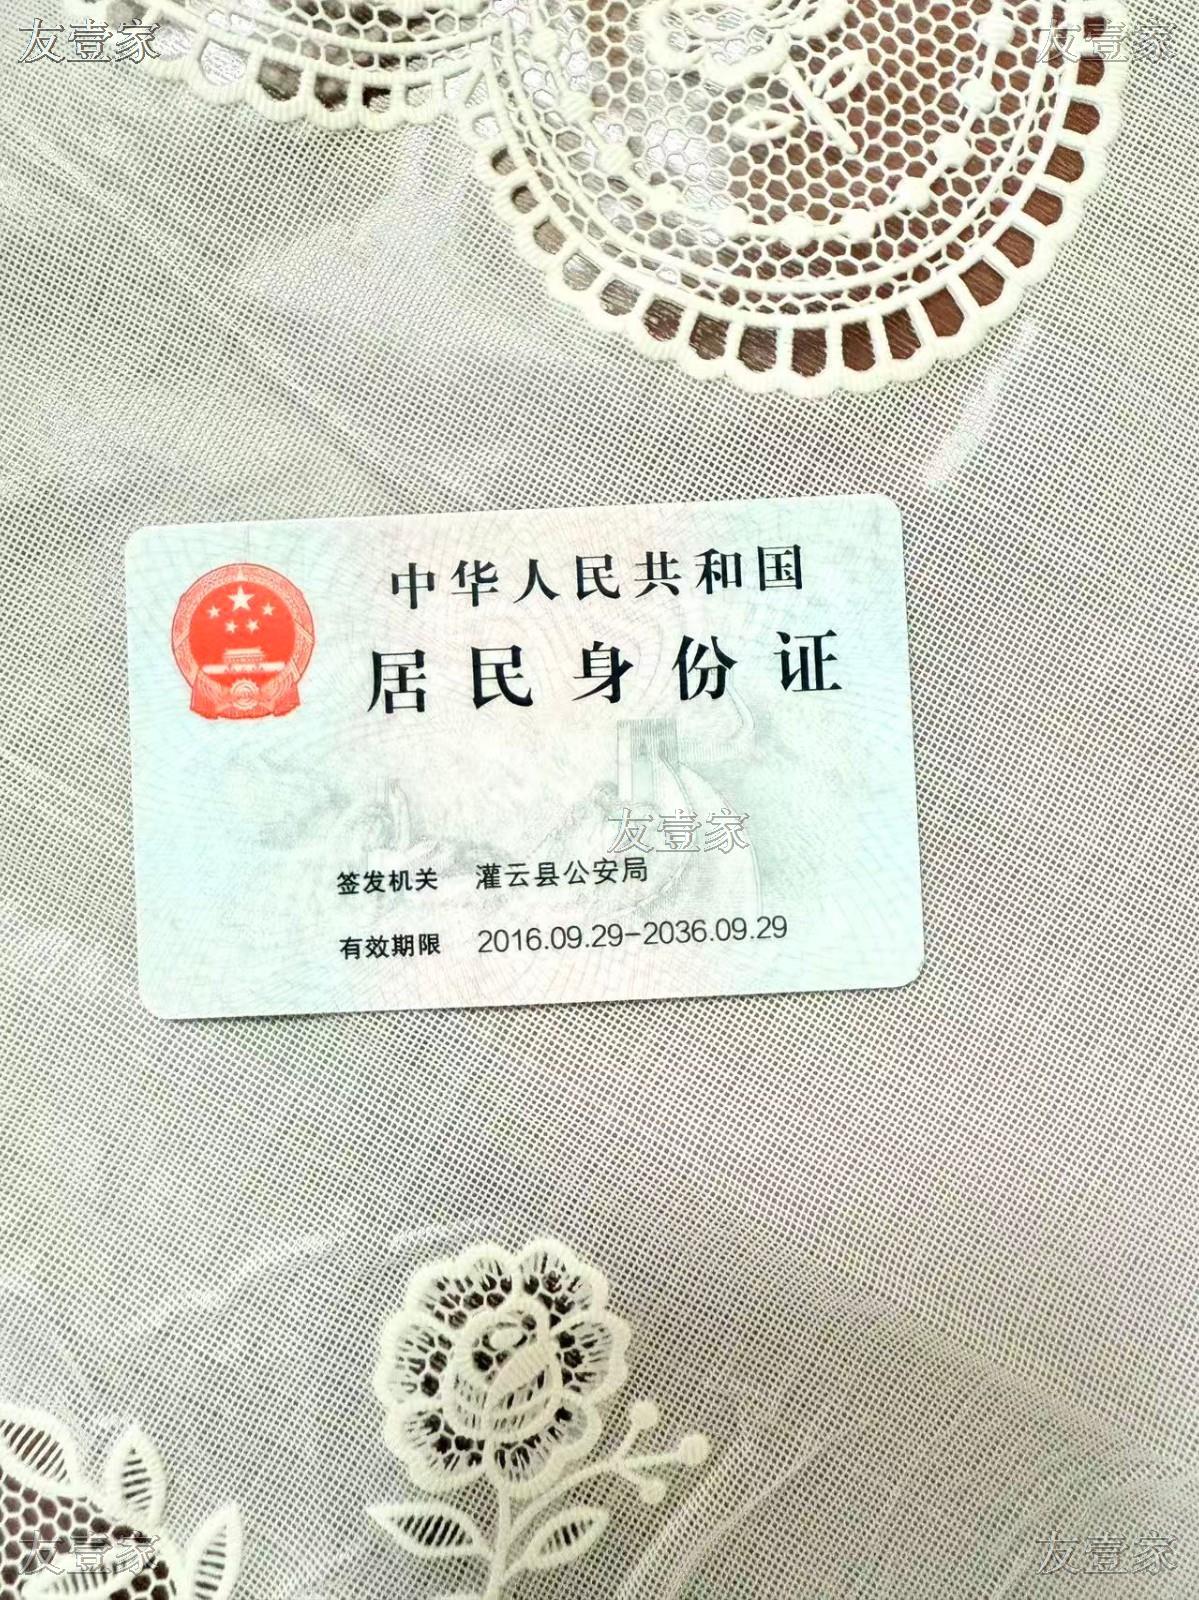 友壹家
友壹家
中华人民共和国
居民身份证
友壹家
签发机关 灌云县公安局
有效期限 2016.09.29-2036.09.29
友壹家
友壹家